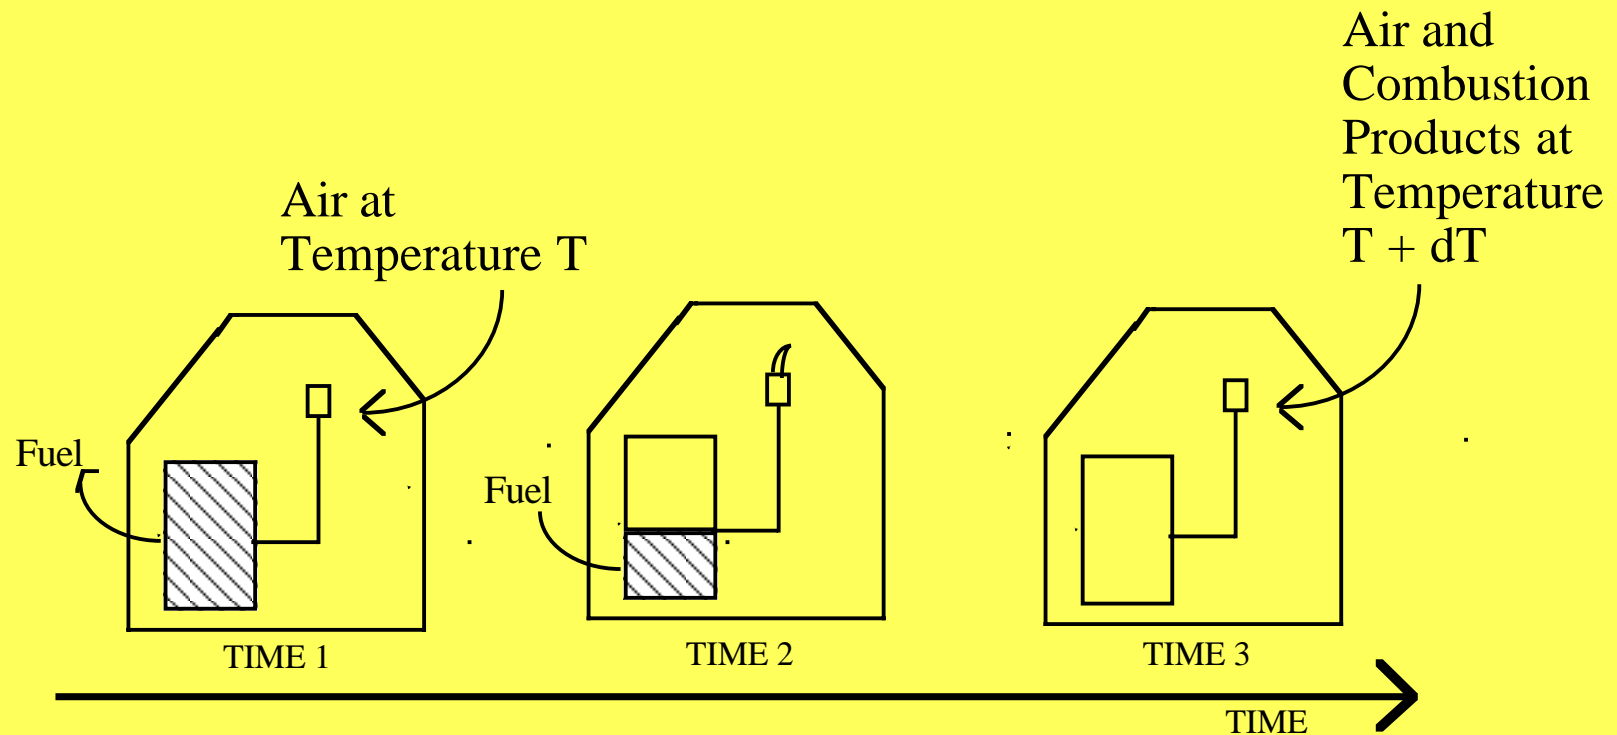 Air and
Combustion
Products at
Temperature
T + dT
Air at
Temperature T
Fuel
Fuel
TIME 1
TIME 2
TIME 3
TIME